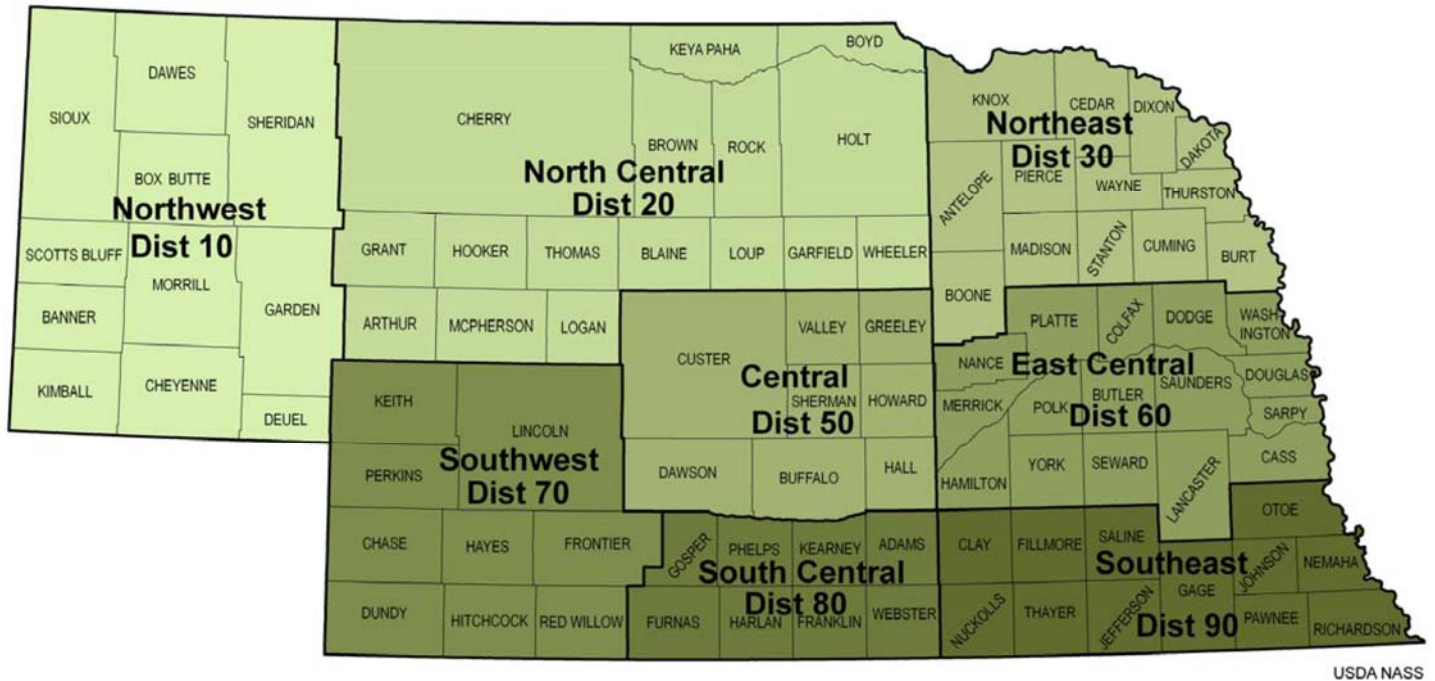 KEYA PAHA
BOYD
DAWES
SIOUX
SHERIDAN
CHERRY
BROWN
ROCK
HOLT
BOX BUTTE
Northwest
Dist 10
SCOTTS BLUFF
MORRILL
BANNER
GARDEN
KIMBALL
CHEYENNE
DEUEL
North Central
Dist 20
GRANT
HOOKER
THOMAS
BLAINE
LOUP
GARFIELD
WHEELER
ARTHUR
MCPHERSON
LOGAN
KNOX
CEDAR
DIXON
DAKOTA
Northeast
Dist 30
ANTELOPE
PIERCE
WAYNE
THURSTON
MADISON
STANTON
CUMING
BURT
BOONE
CUSTER
VALLEY
GREELEY
Central
Dist 50
SHERMAN
HOWARD
DAWSON
BUFFALO
HALL
PLATTE
COLFAX
DODGE
WASH-
INGTON
NANCE
East Central
Dist 60
MERRICK
POLK
BUTLER
SAUNDERS
DOUGLAS
SARPY
HAMILTON
YORK
SEWARD
LANCASTER
CASS
KEITH
LINCOLN
PERKINS
Southwest
Dist 70
CHASE
HAYES
FRONTIER
DUNDY
HITCHCOCK
RED WILLOW
GOSPER
PHELPS
KEARNEY
ADAMS
South Central
Dist 80
FURNAS
HARLAN
FRANKLIN
WEBSTER
CLAY
FILLMORE
SALINE
OTOE
Southeast
Dist 90
NUCKOLLS
THAYER
JEFFERSON
GAGE
JOHNSON
NEMAHA
PAWNEE
RICHARDSON
USDA NASS